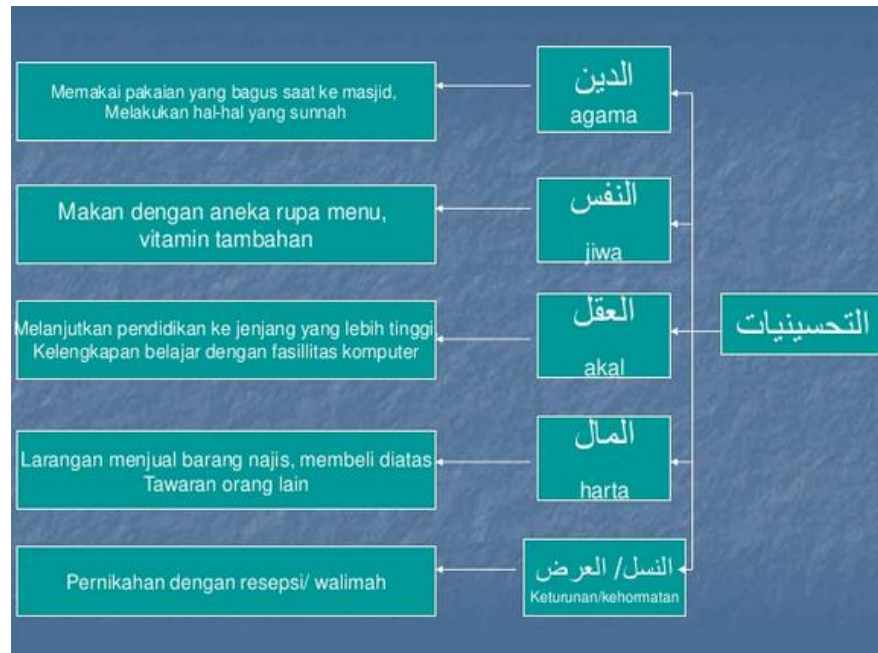 Memakai pakaian yang bagus saat ke masjid,
Melakukan hal-hal yang sunnah
الدين
agama
Makan dengan aneka rupa menu,
vitamin tambahan
النفس
jiwa
Melanjutkan pendidikan ke jenjang yang lebih tinggi,
Kelengkapan belajar dengan fasillitas komputer
العقل
akal
التحسينيات
Larangan menjual barang najis, membeli diatas
Tawaran orang lain
المال
harta
Pernikahan dengan resepsi/ walimah
النسل/ العرض
Keturunan/kehormatan